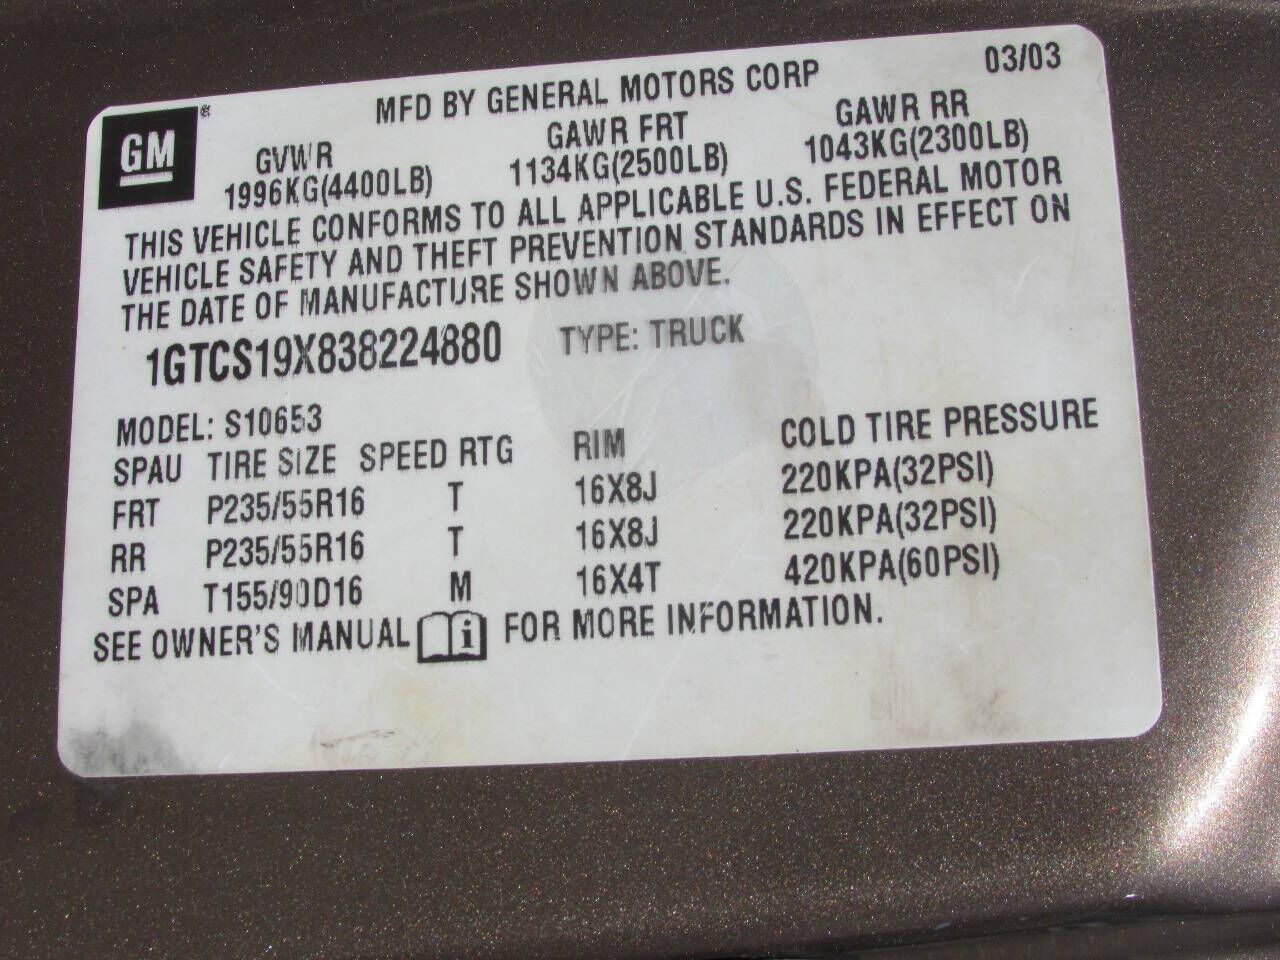 GM ®
MFD BY GENERAL MOTORS CORP 03/03
GVWR GAWR FRT GAWR RR
1996KG(4400LB) 1134KG(2500LB) 1043KG(2300LB)
THIS VEHICLE CONFORMS TO ALL APPLICABLE U.S. FEDERAL MOTOR
VEHICLE SAFETY AND THEFT PREVENTION STANDARDS IN EFFECT ON
THE DATE OF MANUFACTURE SHOWN ABOVE.
1GTCS19X838224880 TYPE: TRUCK
MODEL: S10653
SPAU TIRE SIZE SPEED RTG RIM COLD TIRE PRESSURE
FRT P235/55R16 T 16X8J 220KPA(32PSI)
RR P235/55R16 T 16X8J 220KPA(32PSI)
SPA T155/90D16 M 16X4T 420KPA(60PSI)
SEE OWNER'S MANUAL i FOR MORE INFORMATION.